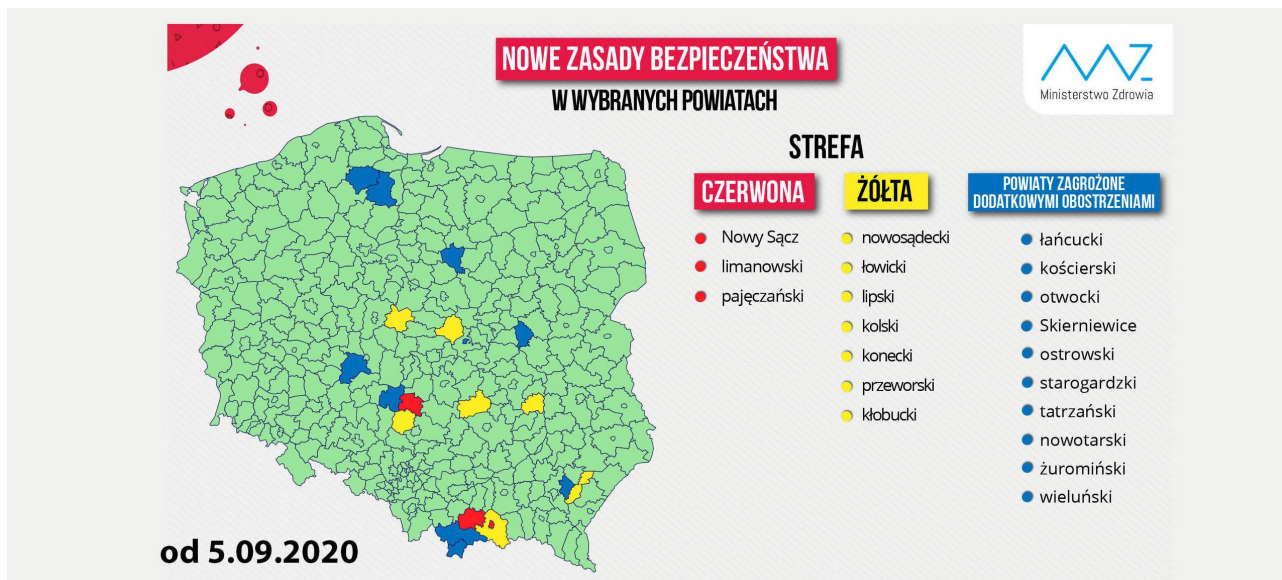 NOWE ZASADY BEZPIECZEŃSTWA
W WYBRANYCH POWIATACH
Ministerstwo Zdrowia
STREFA
CZERWONA
Nowy Sącz
limanowski
pajęczański
ŻÓŁTA
nowosądecki
łowicki
lipski
kolski
konecki
przeworski
kłobucki
POWIATY ZAGROŻONE
DODATKOWYMI OBOSTRZENIAMI
łańcucki
kościerski
otwocki
Skierniewice
ostrowski
starogardzki
tatrzański
nowotarski
żuromiński
wieluński
od 5.09.2020